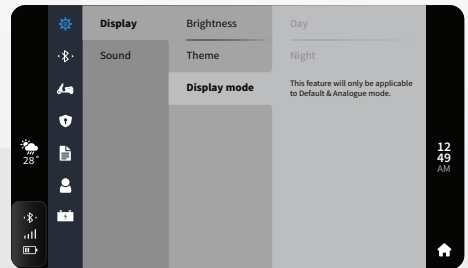 Display
Sound
Brightness
Theme
Display mode
Day
Night
This feature will only be applicable
to Default & Analogue mode.
28°
12
49
AM